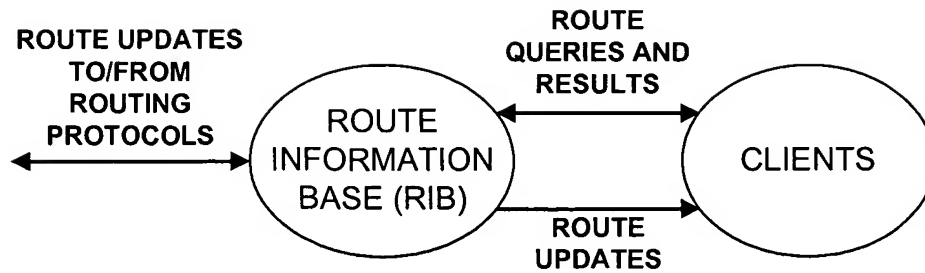 ROUTE UPDATES
TO/FROM
ROUTING
PROTOCOLS
ROUTE
INFORMATION
BASE (RIB)
ROUTE
QUERIES AND
RESULTS
ROUTE
UPDATES
CLIENTS